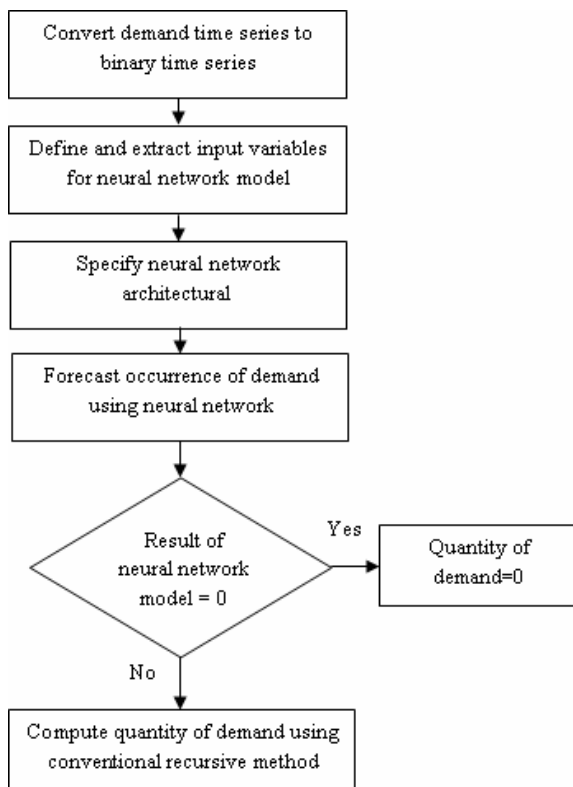 Convert demand time series to
binary time series
Define and extract input variables
for neural network model
Specify neural network
architectural
Forecast occurrence of demand
using neural network
Result of
neural network
model = 0
Yes
Quantity of
demand=0
No
Compute quantity of demand using
conventional recursive method